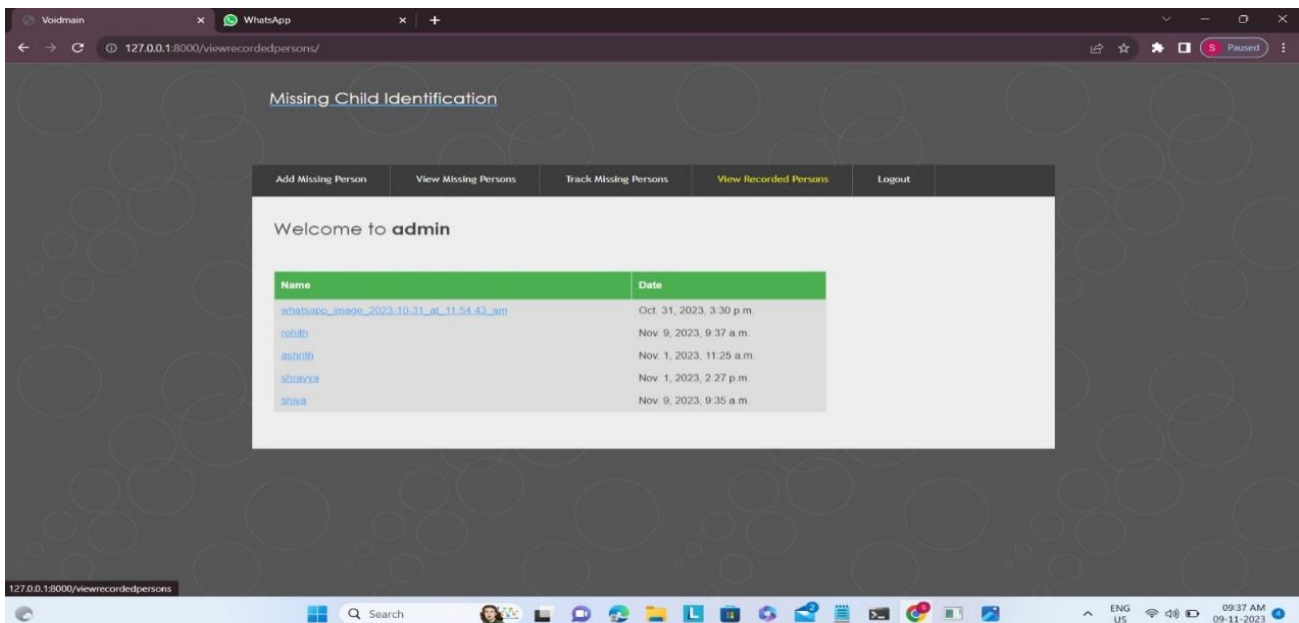 Voidmain WhatsApp
127.0.0.1:8000/viewrecordedpersons/ S Paused
Missing Child Identification
Add Missing Person View Missing Persons Track Missing Persons View Recorded Persons Logout
Welcome to admin
Name Date
whatsapp_image_2023-10-31_at_11.54.43_am Oct. 31, 2023, 3:30 p.m.
rohith Nov. 9, 2023, 9:37 a.m.
ashrith Nov. 1, 2023, 11:25 a.m.
shravya Nov. 1, 2023, 2:27 p.m.
shiva Nov. 9, 2023, 9:35 a.m.
127.0.0.1:8000/viewrecordedpersons
Search L ENG 09:37 AM
US 09-11-2023